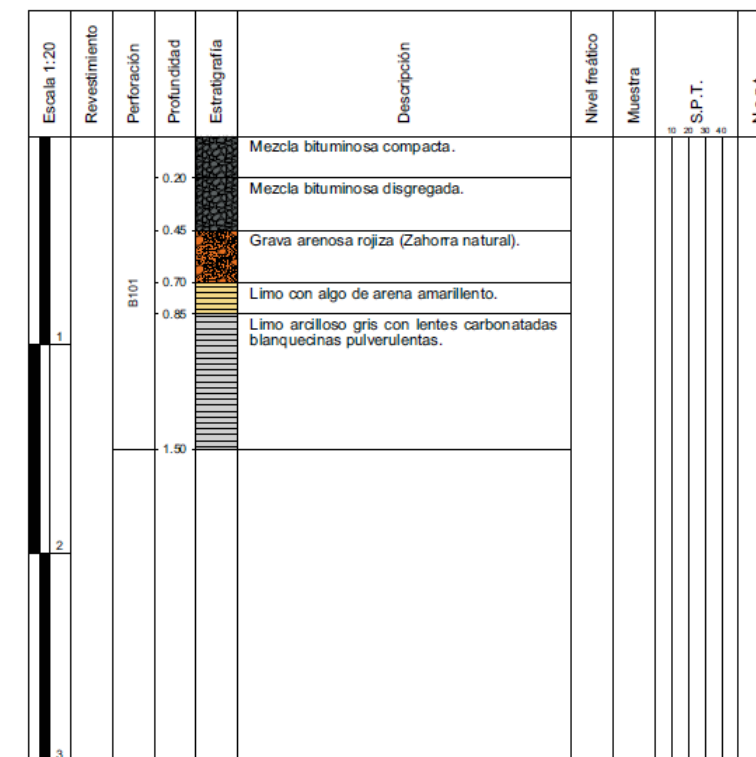 Escala 1:20
Revestimiento
Perforación
Profundidad
Estratigrafía
Descripción
Nivel freático
Muestra
S.P.T.
10 20 30 40
Mezcla bituminosa compacta.
0.20
Mezcla bituminosa disgregada.
0.45
Grava arenosa rojiza (Zahorra natural).
0.70
B101
Limo con algo de arena amarillento.
0.85
Limo arcilloso gris con lentes carbonatadas
blanquecinas pulverulentas.
1
1.50
2
3